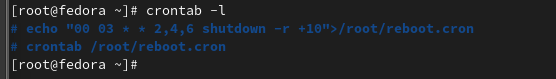 [root@fedora ~]# crontab -l
# echo "00 03 * * 2,4,6 shutdown -r +10">/root/reboot.cron
# crontab /root/reboot.cron
[root@fedora ~]#